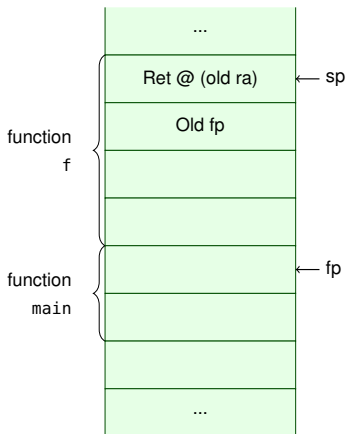 ...
Ret @ (old ra)
sp
Old fp
function
f
fp
function
main
...